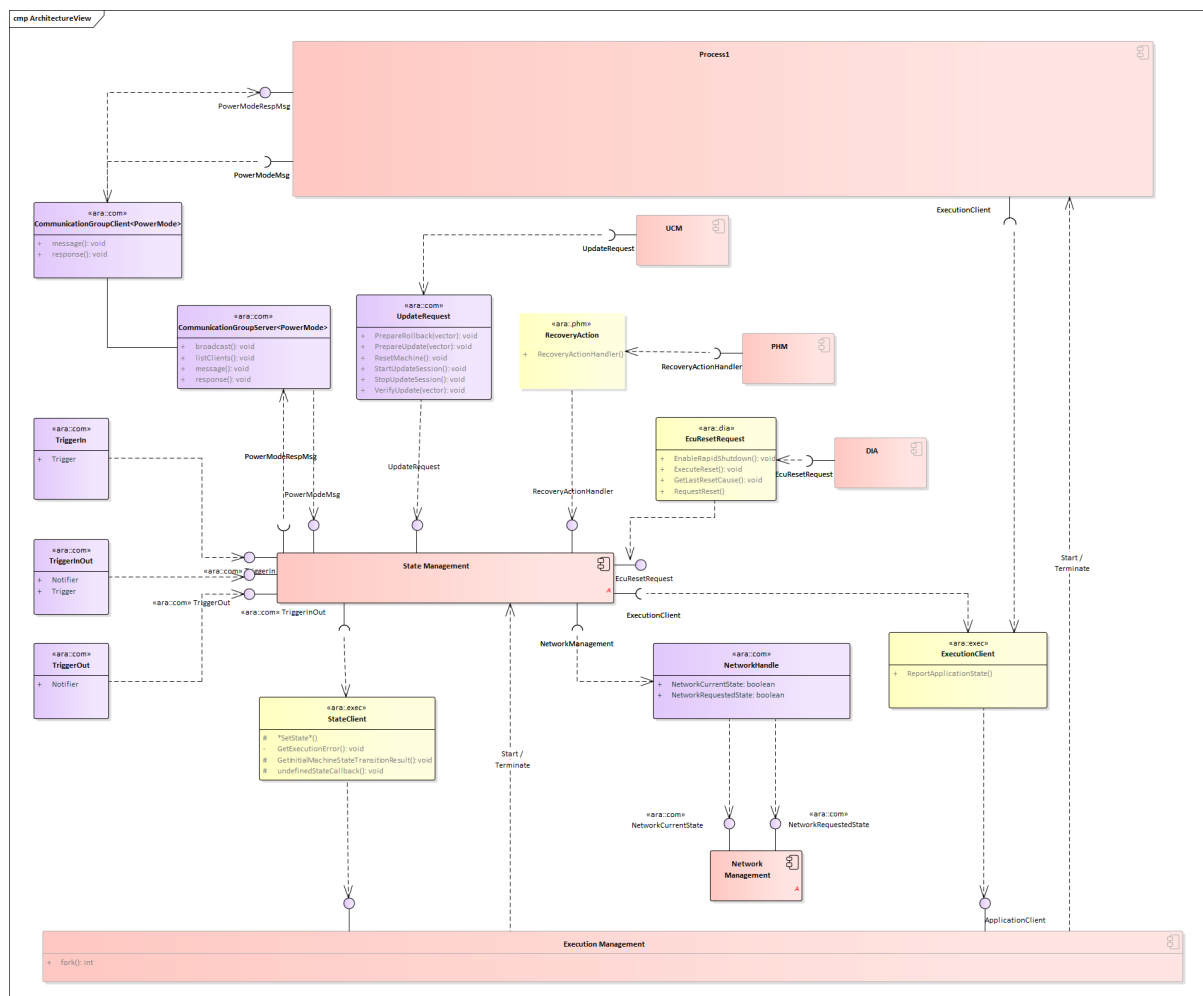 cmp ArchitectureView
Process1
PowerModeRespMsg
PowerModeMsg
ExecutionClient
«ara::com»
CommunicationGroupClient<PowerMode>
+ message(): void
+ response(): void
UCM
UpdateRequest
«ara::com»
CommunicationGroupServer<PowerMode>
+ broadcast(): void
+ listClients(): void
+ message(): void
+ response(): void
«ara::com»
UpdateRequest
+ PrepareRollback(vector): void
+ PrepareUpdate(vector): void
+ ResetMachine(): void
+ StartUpdateSession(): void
+ StopUpdateSession(): void
+ VerifyUpdate(vector): void
«ara::phm»
RecoveryAction
+ RecoveryActionHandler()
PHM
RecoveryActionHandler
«ara::com»
TriggerIn
+ Trigger
PowerModeRespMsg
PowerModeMsg
UpdateRequest
RecoveryActionHandler
«ara::dia»
EcuResetRequest
+ EnableRapidShutdown(): void
+ ExecuteReset(): void
+ GetLastResetCause(): void
+ RequestReset()
DIA
EcuResetRequest
«ara::com»
TriggerInOut
+ Notifier
+ Trigger
«ara::com» TriggerIn
«ara::com» TriggerOut
«ara::com» TriggerInOut
State Management
A
EcuResetRequest
ExecutionClient
NetworkManagement
Start /
Terminate
«ara::com»
TriggerOut
+ Notifier
«ara::exec»
StateClient
# *SetState*()
- GetExecutionError(): void
# GetInitialMachineStateTransitionResult(): void
# undefinedStateCallback(): void
«ara::com»
NetworkHandle
+ NetworkCurrentState: boolean
+ NetworkRequestedState: boolean
«ara::exec»
ExecutionClient
+ ReportApplicationState()
Start /
Terminate
«ara::com»
NetworkCurrentState
«ara::com»
NetworkRequestedState
Network
Management
A
ApplicationClient
Execution Management
+ fork(): Int